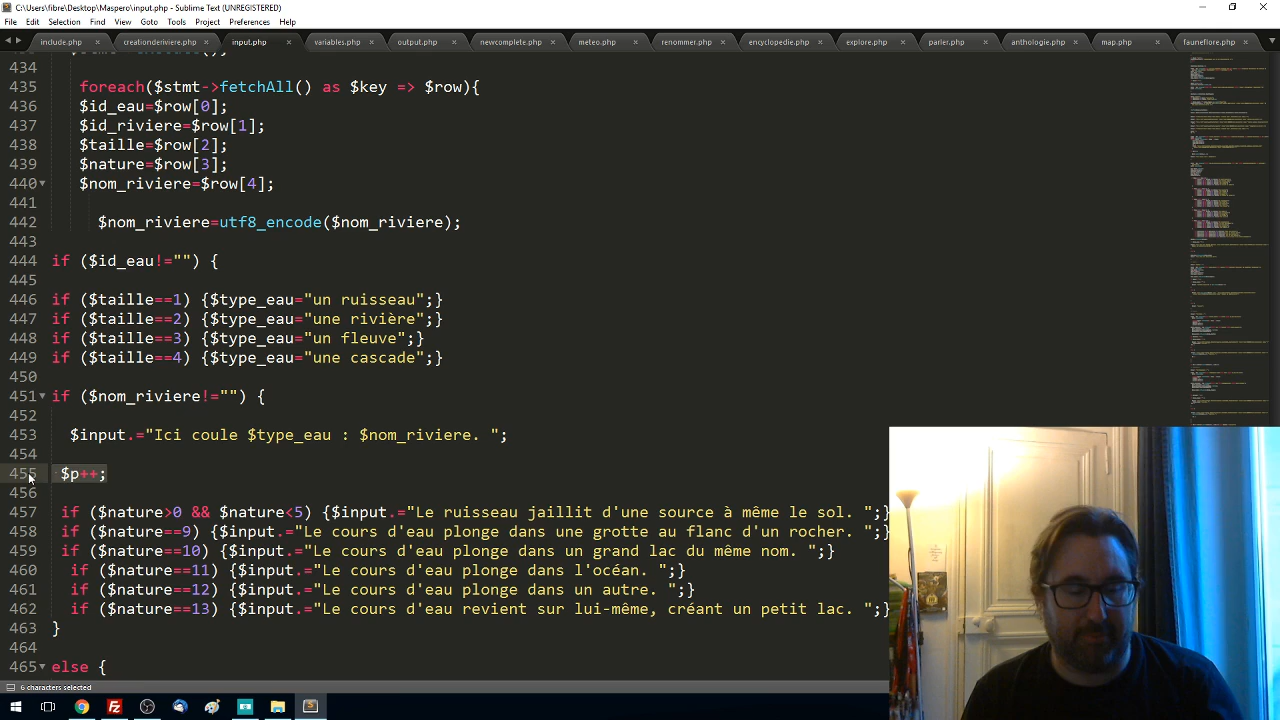 C:\Users\fibre\Desktop\Maspero\input.php - Sublime Text (UNREGISTERED)
File Edit Selection Find View Goto Tools Project Preferences Help
include.php creationderiviere.php input.php variables.php output.php newcomplete.php meteo.php renommer.php encyclopedie.php explore.php parler.php anthologie.php map.php fauneflore.php
434
435 foreach($stmt->fetchAll() as $key => $row){
436 $id_eau=$row[0];
437 $id_riviere=$row[1];
438 $taille=$row[2];
439 $nature=$row[3];
440 $nom_riviere=$row[4];
441
442 $nom_riviere=utf8_encode($nom_riviere);
443
444 if ($id_eau!="") {
445
446 if ($taille==1) {$type_eau="un ruisseau";}
447 if ($taille==2) {$type_eau="une rivière";}
448 if ($taille==3) {$type_eau="un fleuve";}
449 if ($taille==4) {$type_eau="une cascade";}
450
451 if ($nom_riviere!="") {
452
453 $input.="Ici coule $type_eau : $nom_riviere. ";
454
455 $p++;
456
457 if ($nature>0 && $nature<5) {$input.="Le ruisseau jaillit d'une source à même le sol. ";}
458 if ($nature==9) {$input.="Le cours d'eau plonge dans une grotte au flanc d'un rocher. ";}
459 if ($nature==10) {$input.="Le cours d'eau plonge dans un grand lac du même nom. ";}
460 if ($nature==11) {$input.="Le cours d'eau plonge dans l'océan. ";}
461 if ($nature==12) {$input.="Le cours d'eau plonge dans un autre. ";}
462 if ($nature==13) {$input.="Le cours d'eau revient sur lui-même, créant un petit lac. ";}
463 }
464
465 else {
6 characters selected